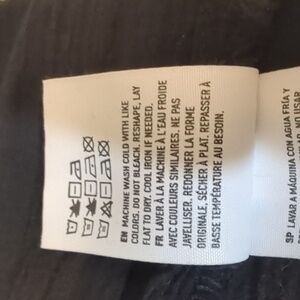 EN MACHINE WASH COLD WITH LIKE
COLORS. DO NOT BLEACH. RESHAPE, LAY
FLAT TO DRY. COOL IRON IF NEEDED.
FR LAVER À LA MACHINE À L'EAU FROIDE
AVEC COULEURS SIMILAIRES. NE PAS
JAVELLISER. REDONNER LA FORME
ORIGINALE, SÉCHER À PLAT. REPASSER À
BASSE TEMPÉRATURE AU BESOIN.
SP LAVAR A MÁQUINA CON AGUA FRÍA Y
NO USAR